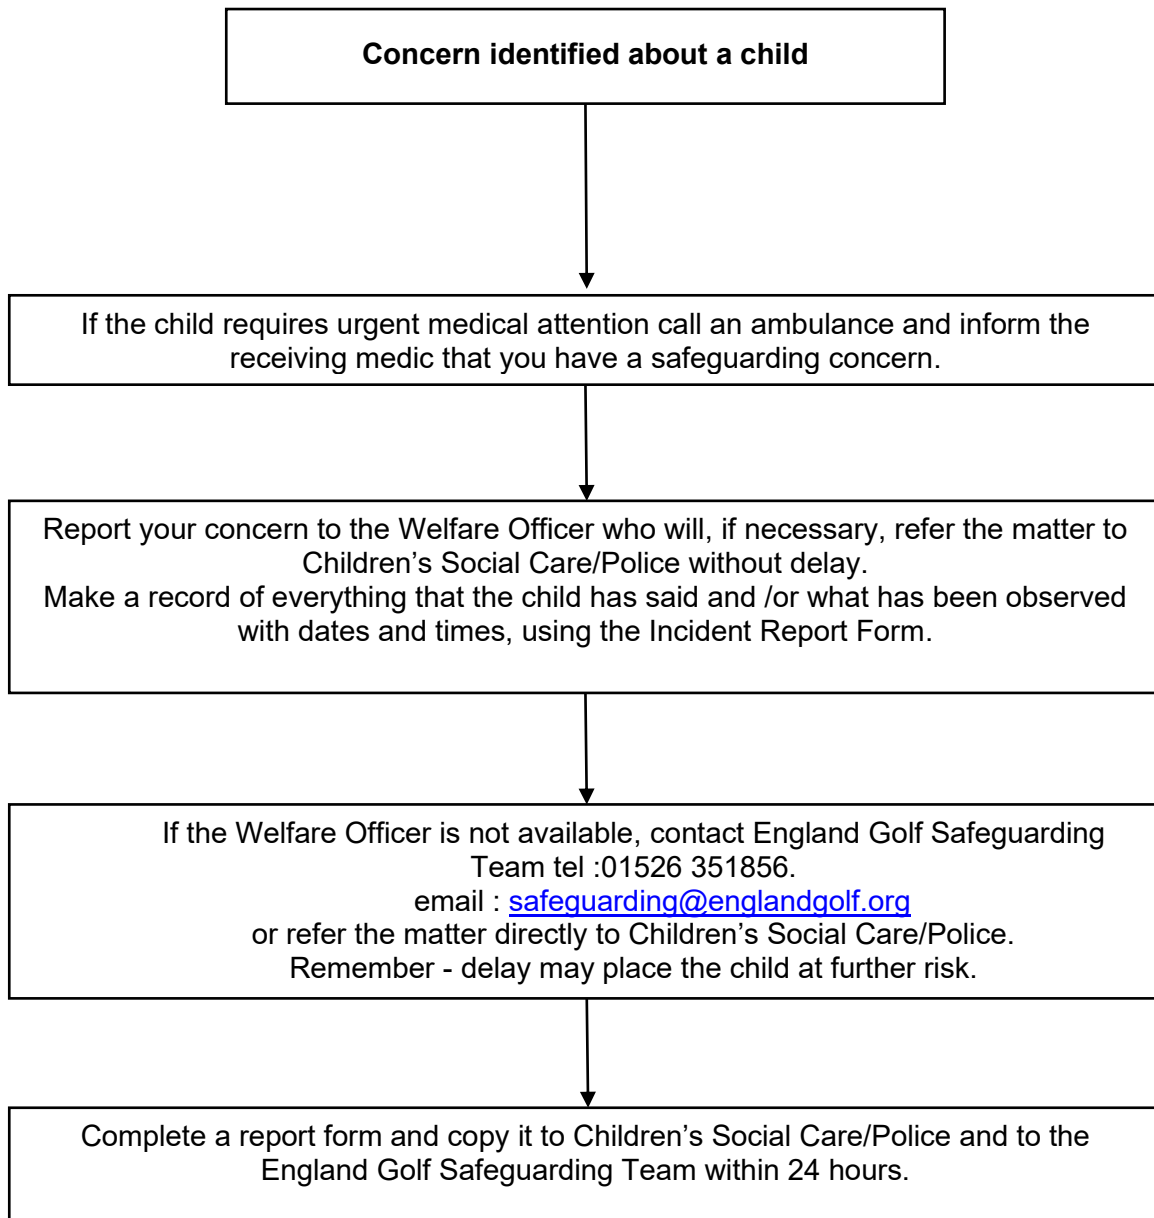 Concern identified about a child
If the child requires urgent medical attention call an ambulance and inform the
receiving medic that you have a safeguarding concern.
Report your concern to the Welfare Officer who will, if necessary, refer the matter to
Children’s Social Care/Police without delay.
Make a record of everything that the child has said and /or what has been observed
with dates and times, using the Incident Report Form.
If the Welfare Officer is not available, contact England Golf Safeguarding
Team tel :01526 351856.
email : safeguarding@englandgolf.org
or refer the matter directly to Children’s Social Care/Police.
Remember - delay may place the child at further risk.
Complete a report form and copy it to Children’s Social Care/Police and to the
England Golf Safeguarding Team within 24 hours.